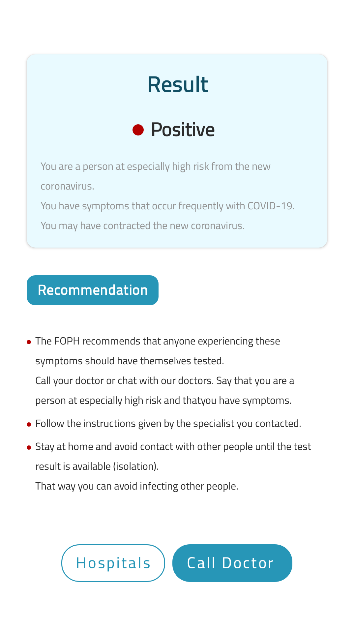 Result
Positive
You are a person at especially high risk from the new
coronavirus.
You have symptoms that occur frequently with COVID-19.
You may have contracted the new coronavirus.
Recommendation
The FOPH recommends that anyone experiencing these
symptoms should have themselves tested.
Call your doctor or chat with our doctors. Say that you are a
person at especially high risk and thatyou have symptoms.
Follow the instructions given by the specialist you contacted.
Stay at home and avoid contact with other people until the test
result is available (isolation).
That way you can avoid infecting other people.
Hospitals
Call Doctor